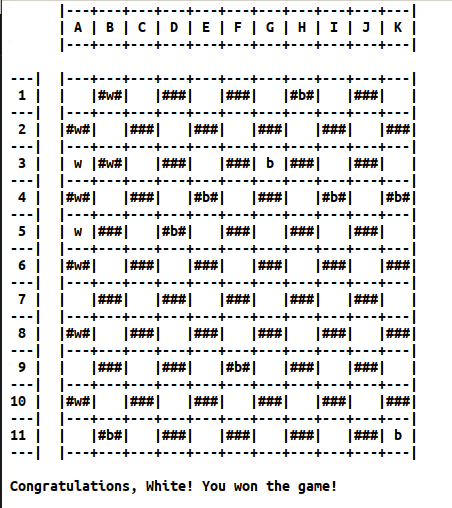 |---+---+---+---+---+---+---+---+---+---+---|
| A | B | C | D | E | F | G | H | I | J | K |
|---+---+---+---+---+---+---+---+---+---+---|
---| |---+---+---+---+---+---+---+---+---+---+---|
1 | | |#w#| |###| |###| |#b#| |###| |
---| |---+---+---+---+---+---+---+---+---+---+---|
2 | |#w#| |###| |###| |###| |###| |###|
---| |---+---+---+---+---+---+---+---+---+---+---|
3 | | w |#w#| |###| |###| b |###| |###| |
---| |---+---+---+---+---+---+---+---+---+---+---|
4 | |#w#| |###| |#b#| |###| |#b#| |#b#|
---| |---+---+---+---+---+---+---+---+---+---+---|
5 | | w |###| |#b#| |###| |###| |###| |
---| |---+---+---+---+---+---+---+---+---+---+---|
6 | |#w#| |###| |###| |###| |###| |###|
---| |---+---+---+---+---+---+---+---+---+---+---|
7 | | |###| |###| |###| |###| |###| |
---| |---+---+---+---+---+---+---+---+---+---+---|
8 | |#w#| |###| |###| |###| |###| |###|
---| |---+---+---+---+---+---+---+---+---+---+---|
9 | | |###| |###| |#b#| |###| |###| |
---| |---+---+---+---+---+---+---+---+---+---+---|
10 | |#w#| |###| |###| |###| |###| |###|
---| |---+---+---+---+---+---+---+---+---+---+---|
11 | | |#b#| |###| |###| |###| |###| b |
---| |---+---+---+---+---+---+---+---+---+---+---|
Congratulations, White! You won the game!